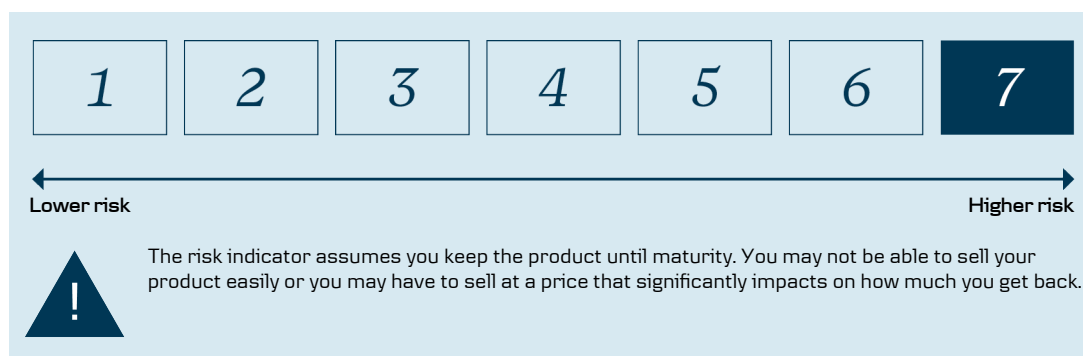 1 2 3 4 5 6 7
Lower risk Higher risk
The risk indicator assumes you keep the product until maturity. You may not be able to sell your
product easily or you may have to sell at a price that significantly impacts on how much you get back.
!